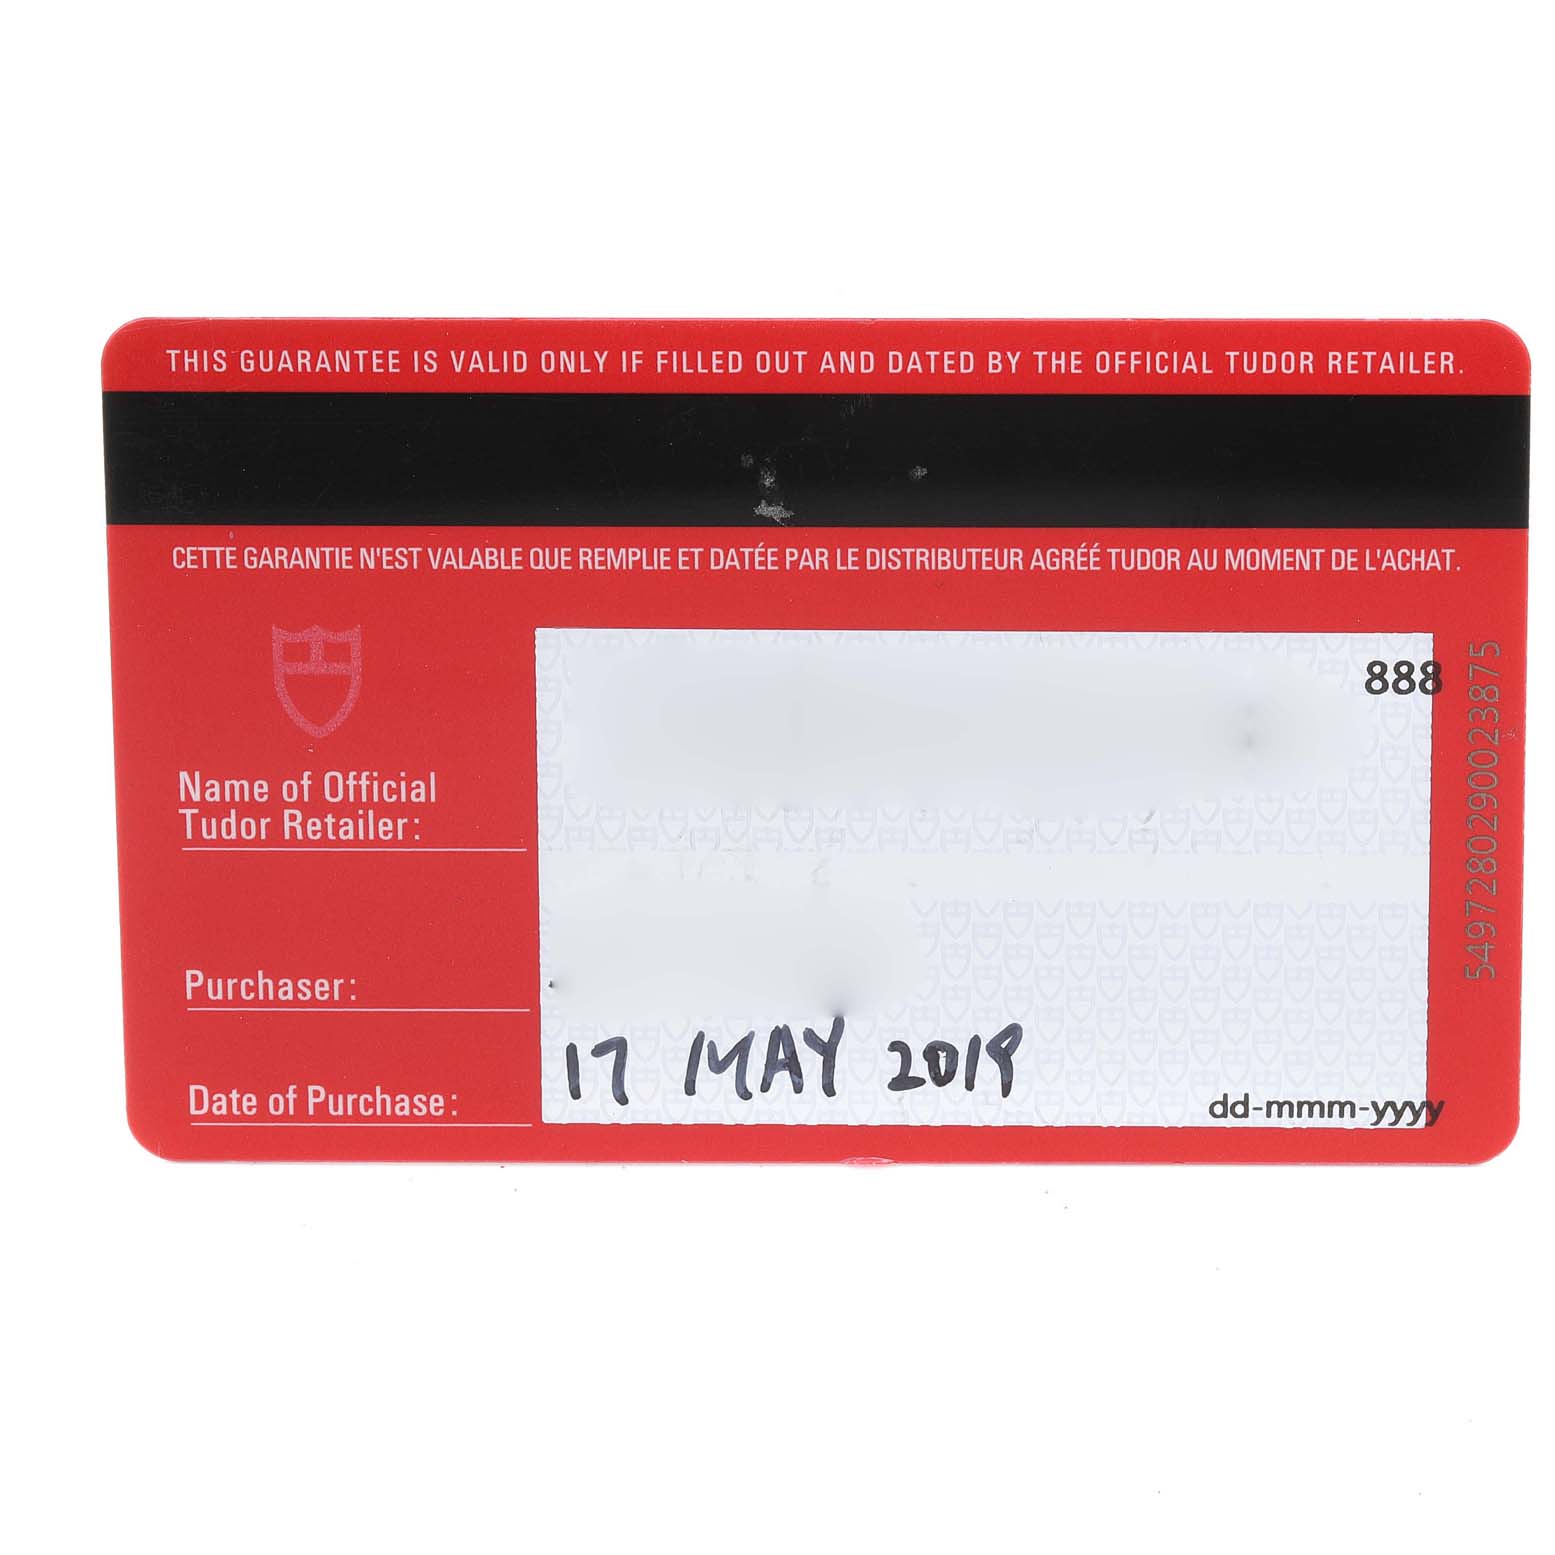 THIS GUARANTEE IS VALID ONLY IF FILLED OUT AND DATED BY THE OFFICIAL TUDOR RETAILER.
CETTE GARANTIE N'EST VALABLE QUE REMPLIE ET DATÉE PAR LE DISTRIBUTEUR AGRÉÉ TUDOR AU MOMENT DE L'ACHAT.
888
Name of Official
Tudor Retailer:
Purchaser:
Date of Purchase: 17 MAY 2019
dd-mmm-yyyy
5497280290023875